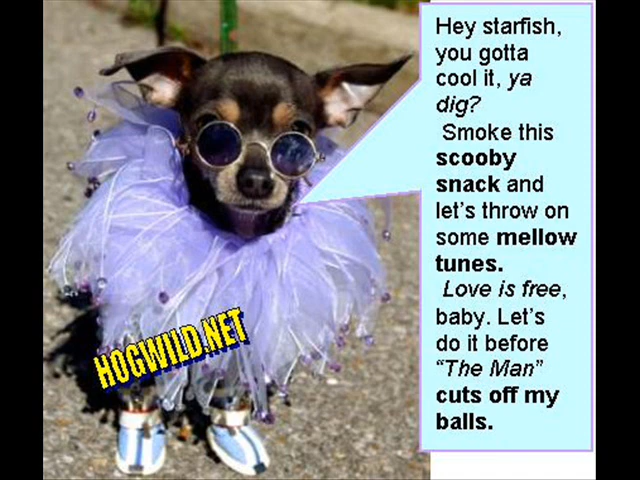 Hey starfish,
you gotta
cool it, ya
dig?
Smoke this
scooby
snack and
let's throw on
some mellow
tunes.
Love is free,
baby. Let's
do it before
“The Man”
cuts off my
balls.
HOGWILD.NET